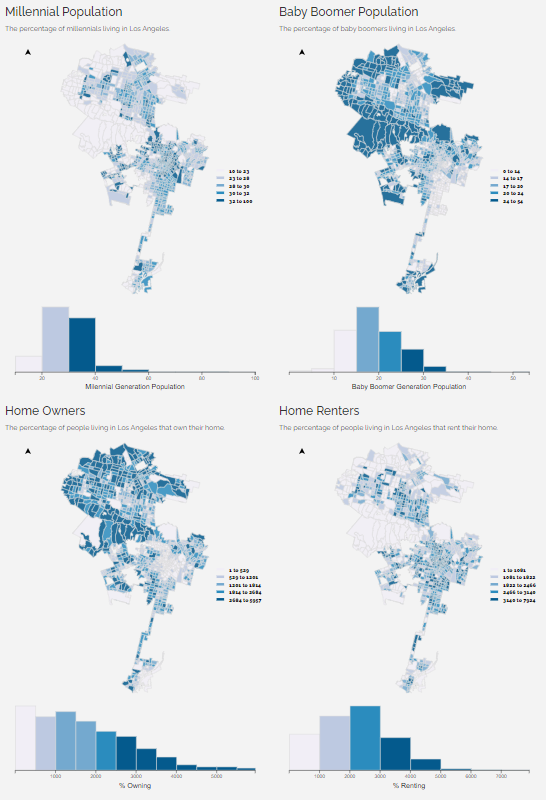 Millennial Population
The percentage of millennials living in Los Angeles.
10 to 23
23 to 28
28 to 30
30 to 32
32 to 100
20 40 60 80 100
Milennial Generation Population
Baby Boomer Population
The percentage of baby boomers living in Los Angeles.
0 to 14
14 to 17
17 to 20
20 to 24
24 to 54
10 20 30 40 50
Baby Boomer Generation Population
Home Owners
The percentage of people living in Los Angeles that own their home.
1 to 529
529 to 1201
1201 to 1814
1814 to 2684
2684 to 5957
1000 2000 3000 4000 5000
% Owning
Home Renters
The percentage of people living in Los Angeles that rent their home.
1 to 1081
1081 to 1822
1822 to 2466
2466 to 3140
3140 to 7924
1000 2000 3000 4000 5000 6000 7000
% Renting